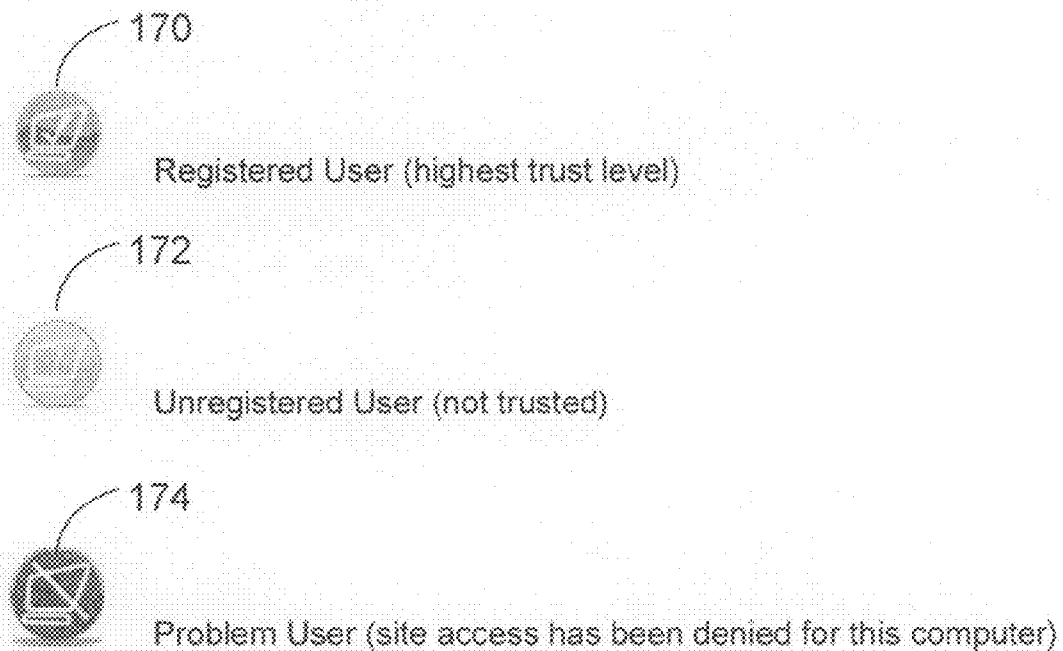 170
Registered User (highest trust level)
172
Unregistered User (not trusted)
174
Problem User (site access has been denied for this computer)